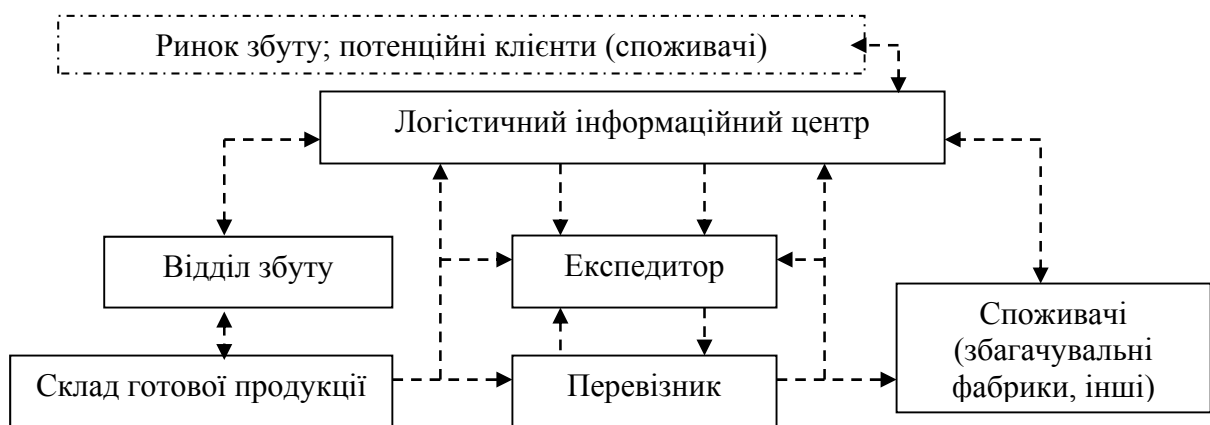 Ринок збуту; потенційні клієнти (споживачі)
Логістичний інформаційний центр
Відділ збуту
Експедитор
Споживачі
(збагачувальні
фабрики, інші)
Склад готової продукції
Перевізник